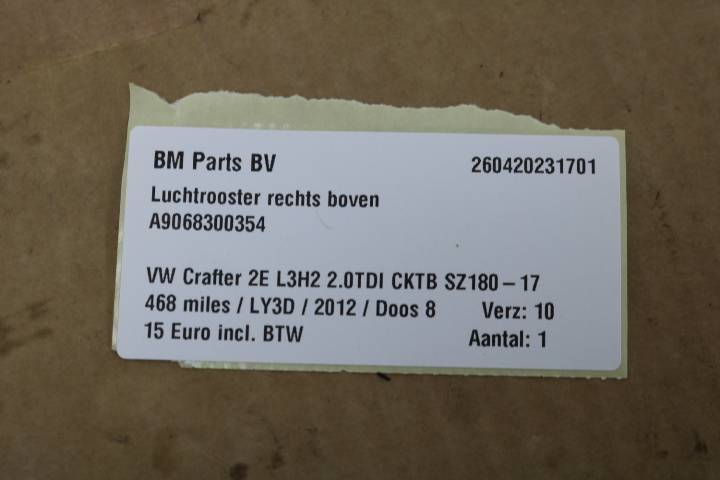 BM Parts BV 260420231701
Luchtrooster rechts boven
A9068300354
VW Crafter 2E L3H2 2.0TDI CKTB SZ180-17
468 miles / LY3D / 2012 / Doos 8 Verz: 10
15 Euro incl. BTW Aantal: 1